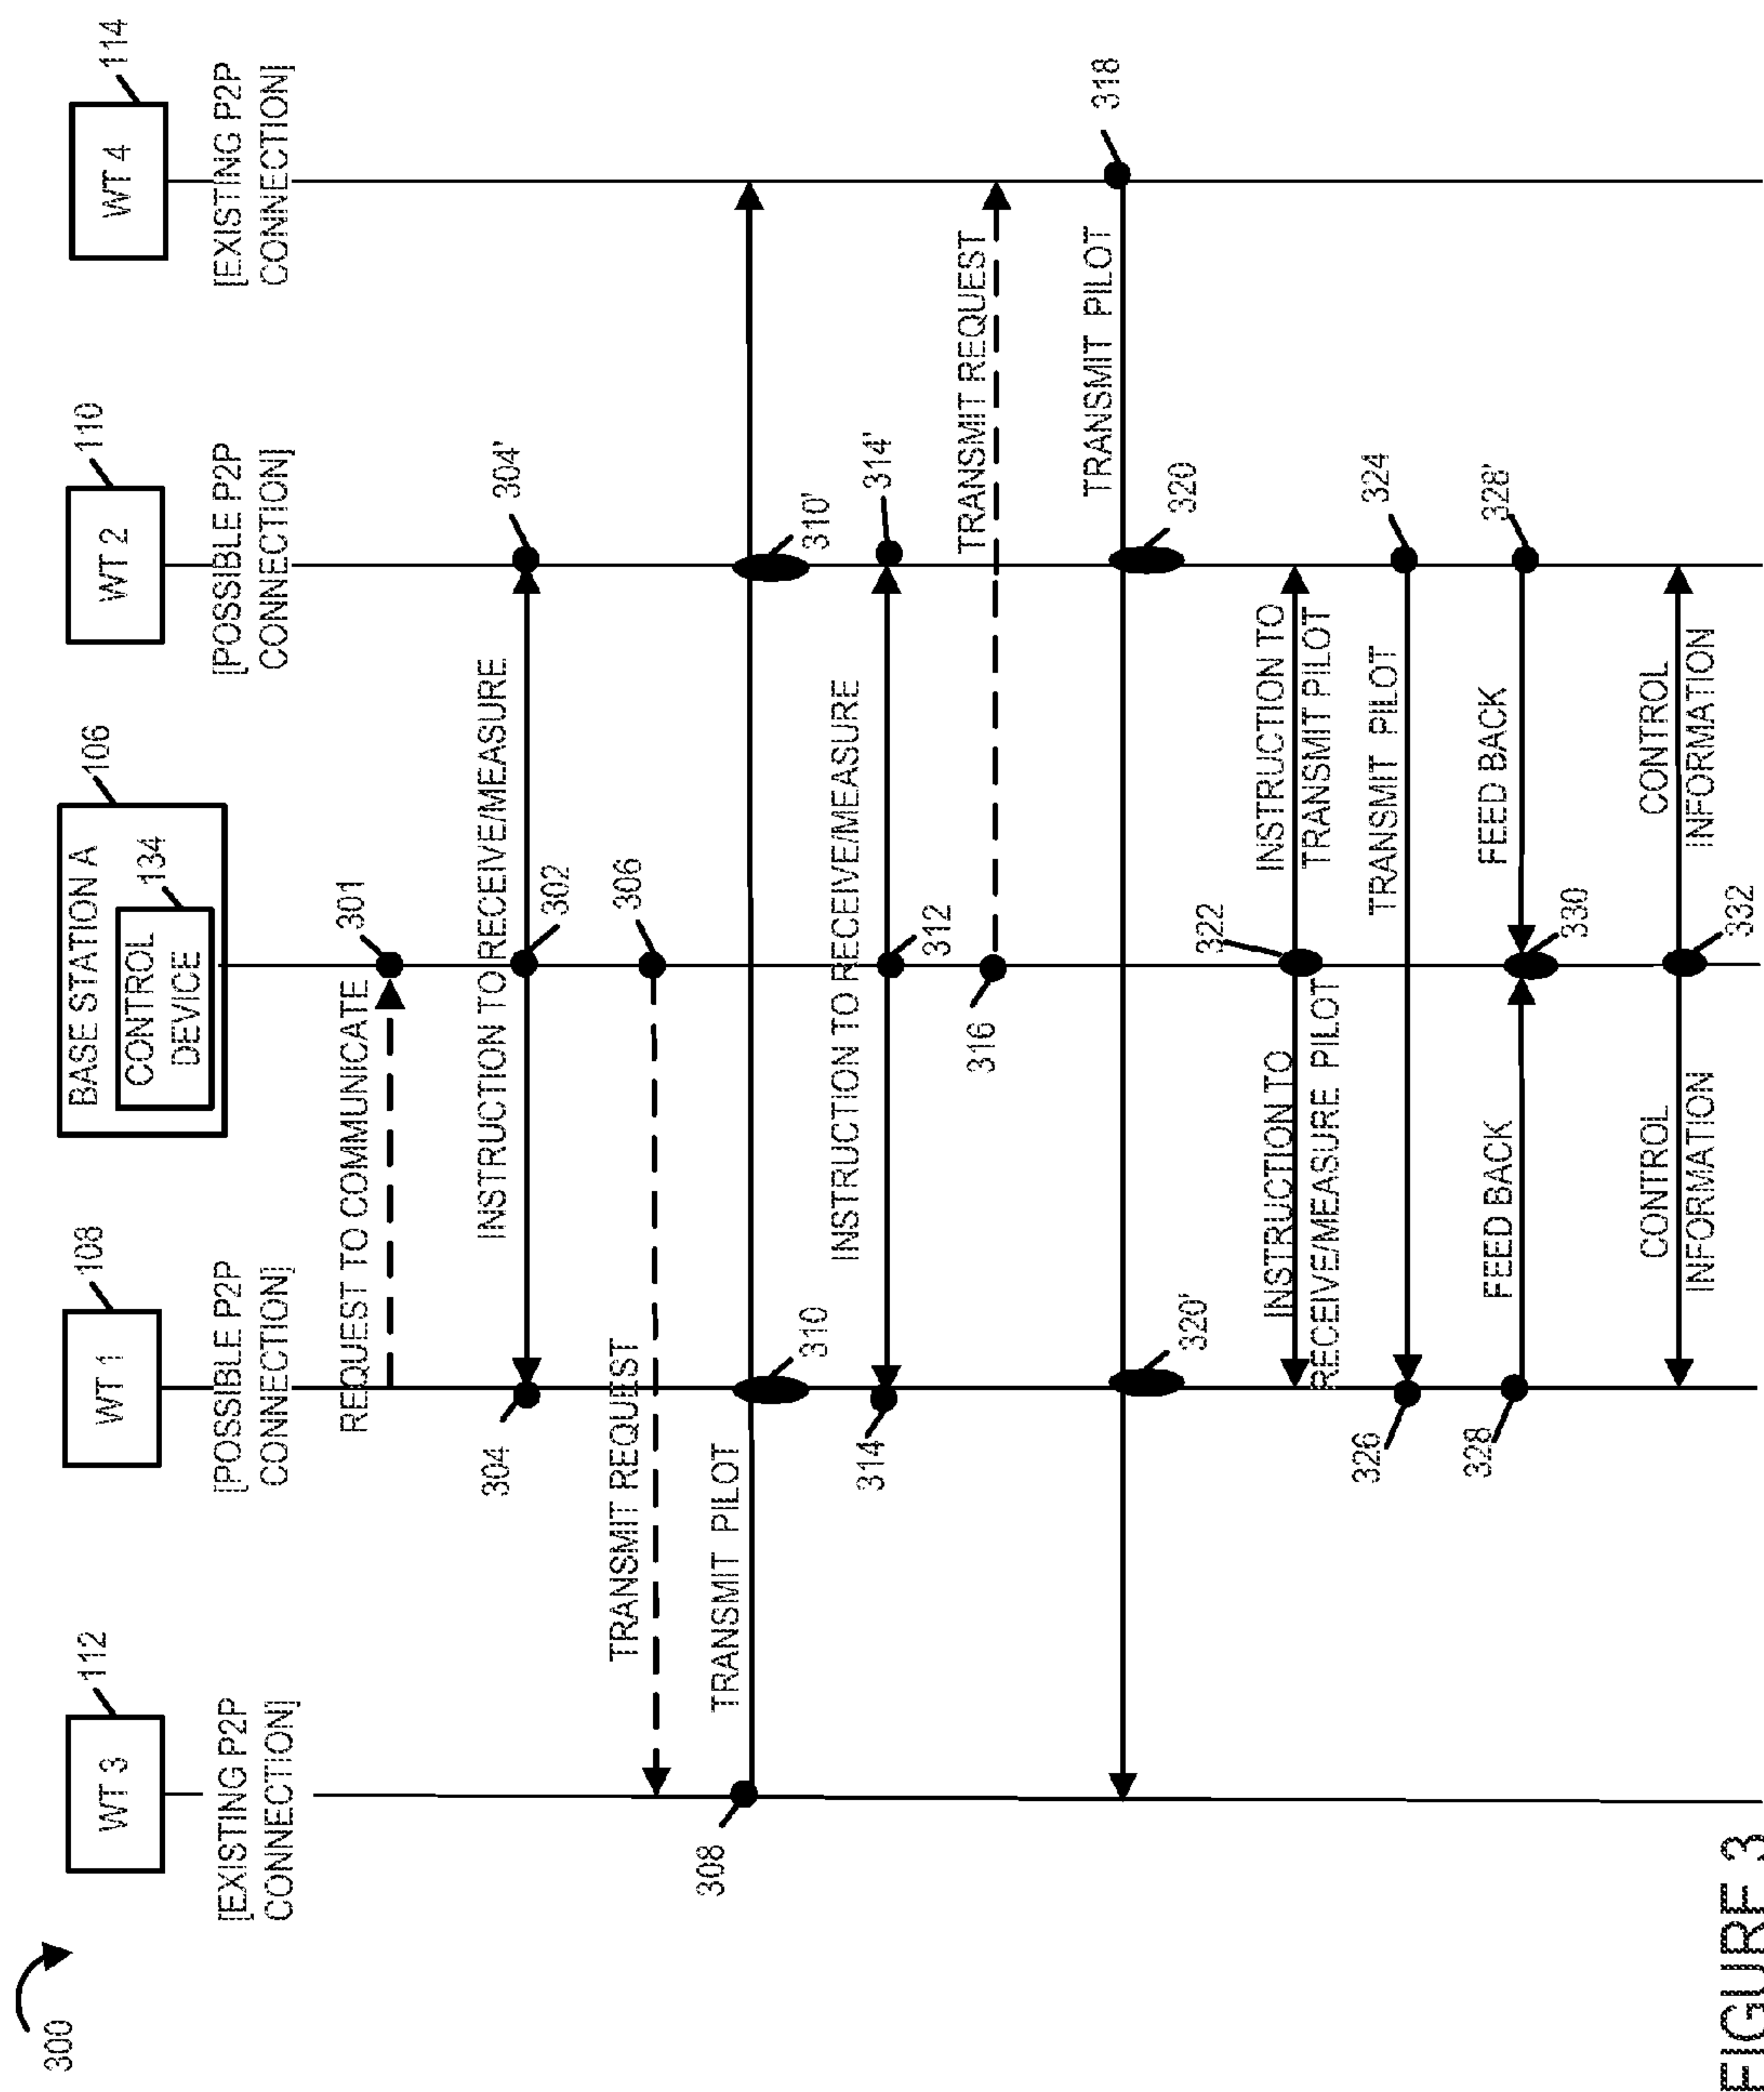 300
WT 3
112
[EXISTING P2P
CONNECTION]
WT 1
108
[POSSIBLE P2P
CONNECTION]
BASE STATION A
106
CONTROL
DEVICE
134
WT 2
110
[POSSIBLE P2P
CONNECTION]
WT 4
114
[EXISTING P2P
CONNECTION]
REQUEST TO COMMUNICATE
301
304
INSTRUCTION TO RECEIVE/MEASURE
302
304'
TRANSMIT REQUEST
306
308
TRANSMIT PILOT
310
310'
314
INSTRUCTION TO RECEIVE/MEASURE
312
314'
316
TRANSMIT REQUEST
320'
320
TRANSMIT PILOT
318
INSTRUCTION TO
RECEIVE/MEASURE PILOT
322
INSTRUCTION TO
TRANSMIT PILOT
326
TRANSMIT PILOT
324
328
FEED BACK
330
FEED BACK
328'
CONTROL
INFORMATION
332
CONTROL
INFORMATION
FIGURE 3